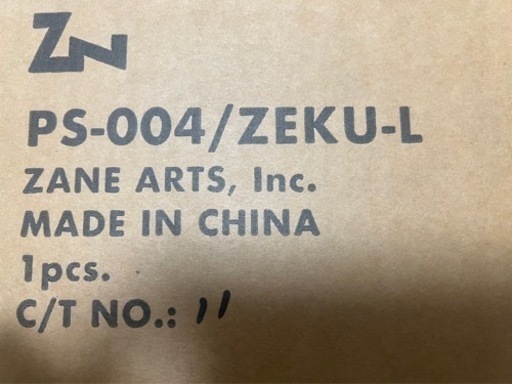 ZN
PS-004/ZEKU-L
ZANE ARTS, Inc.
MADE IN CHINA
1pcs.
C/T NO.: 11